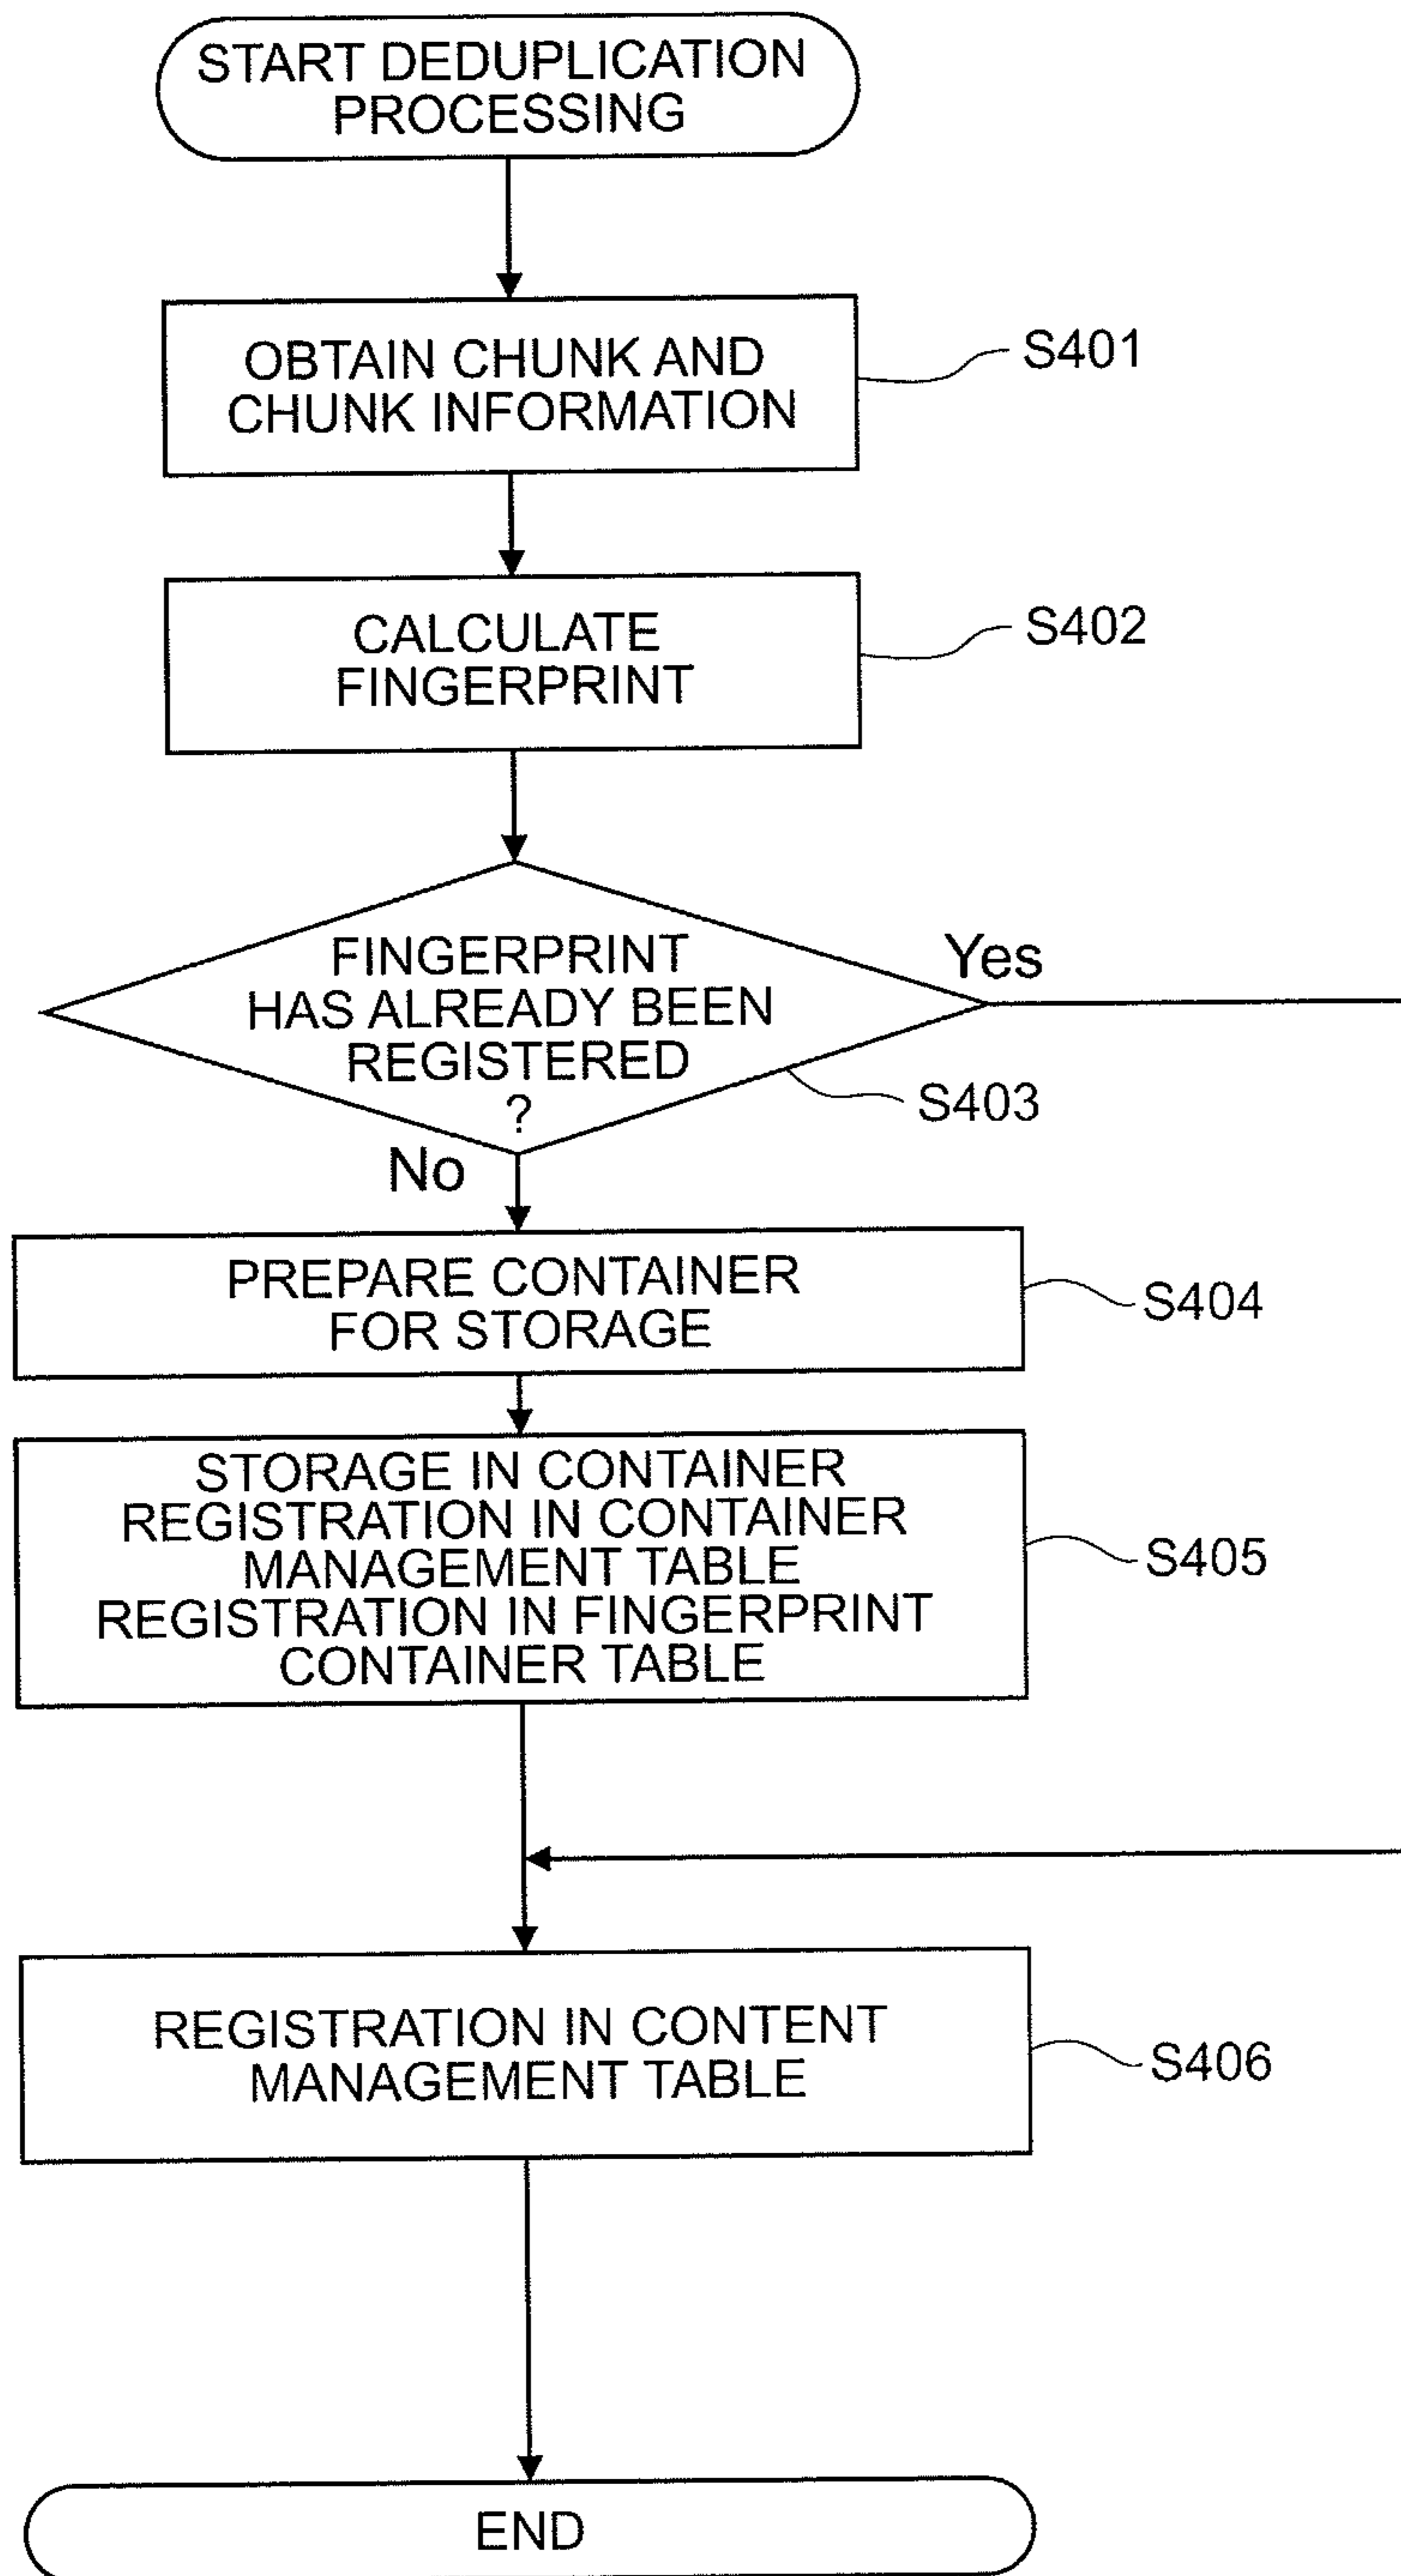 START DEDUPLICATION
PROCESSING
OBTAIN CHUNK AND
CHUNK INFORMATION
S401
CALCULATE
FINGERPRINT
S402
FINGERPRINT
HAS ALREADY BEEN
REGISTERED
?
Yes
S403
No
PREPARE CONTAINER
FOR STORAGE
S404
STORAGE IN CONTAINER
REGISTRATION IN CONTAINER
MANAGEMENT TABLE
REGISTRATION IN FINGERPRINT
CONTAINER TABLE
S405
REGISTRATION IN CONTENT
MANAGEMENT TABLE
S406
END